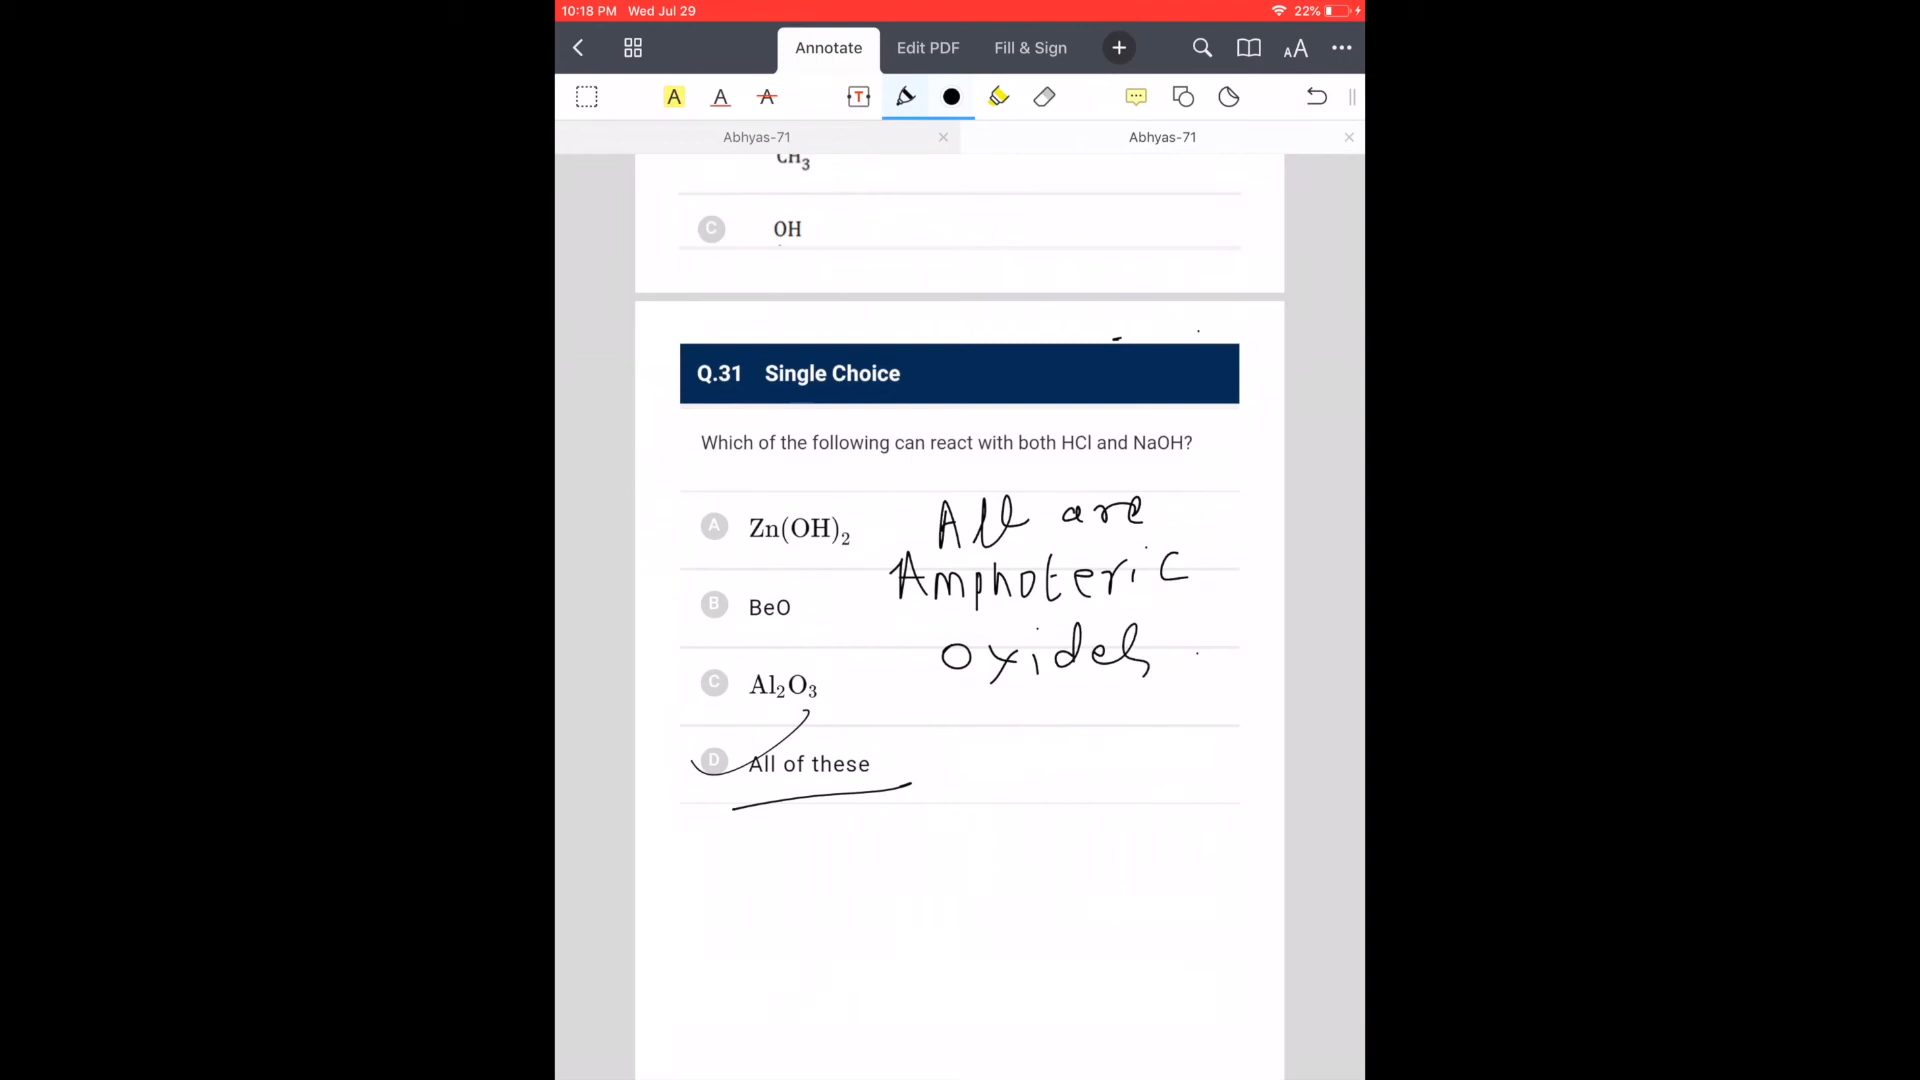 10:18 PM Wed Jul 29 22%
Annotate Edit PDF Fill & Sign
Abhyas-71 Abhyas-71
CH3
C OH
Q.31 Single Choice
Which of the following can react with both HCl and NaOH?
A Zn(OH)2
B BeO
C Al2O3
D All of these
All are
Amphoteric
oxides